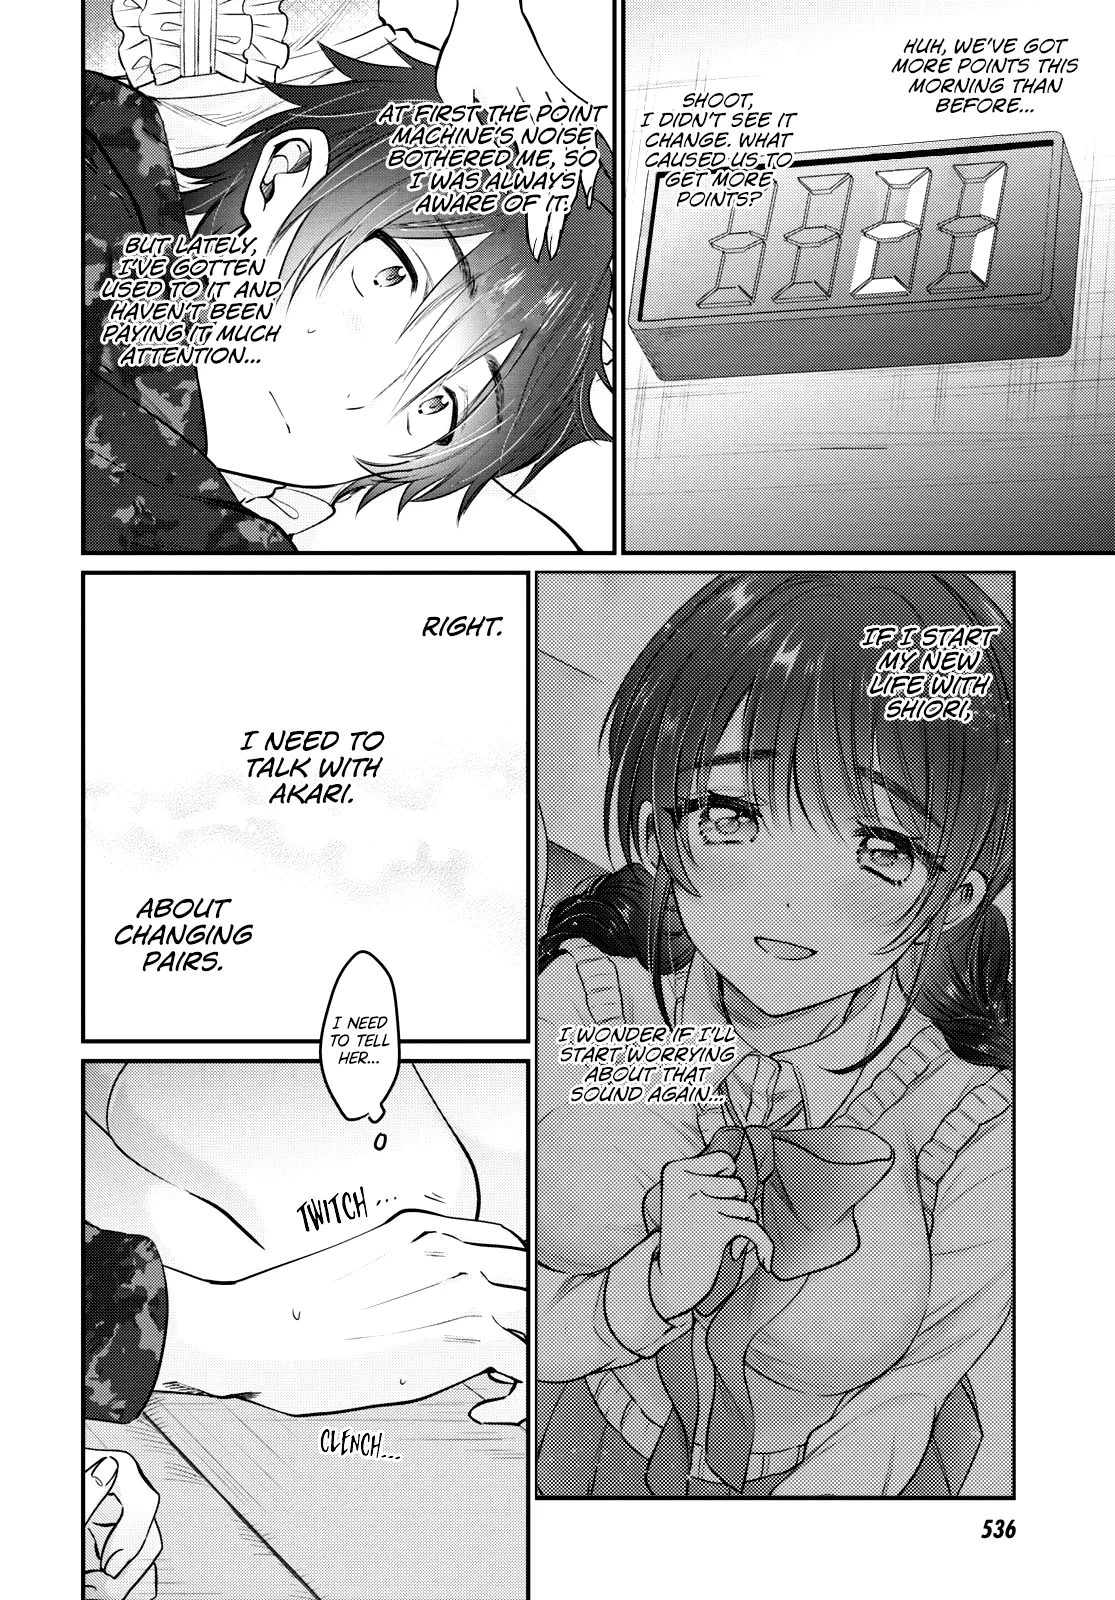 HUH, WE'VE GOT
MORE POINTS THIS
MORNING THAN
BEFORE...
SHOOT,
I DIDN'T SEE IT
CHANGE. WHAT
CAUSED US TO
GET MORE
POINTS?
AT FIRST THE POINT
MACHINE'S NOISE
BOTHERED ME, SO
I WAS ALWAYS
AWARE OF IT.
BUT LATELY,
I'VE GOTTEN
USED TO IT AND
HAVEN'T BEEN
PAYING IT MUCH
ATTENTION...
IF I START
MY NEW
LIFE WITH
SHIORI,
I WONDER IF I'LL
START WORRYING
ABOUT THAT
SOUND AGAIN...
RIGHT.
I NEED TO
TALK WITH
AKARI.
ABOUT
CHANGING
PAIRS.
I NEED
TO TELL
HER...
TWITCH...
CLENCH...
536